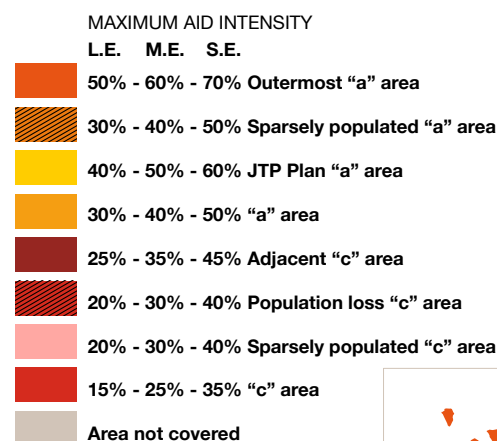 MAXIMUM AID INTENSITY
L.E. M.E. S.E.
50% - 60% - 70% Outermost “a” area
30% - 40% - 50% Sparsely populated “a” area
40% - 50% - 60% JTP Plan “a” area
30% - 40% - 50% “a” area
25% - 35% - 45% Adjacent “c” area
20% - 30% - 40% Population loss “c” area
20% - 30% - 40% Sparsely populated “c” area
15% - 25% - 35% “c” area
Area not covered